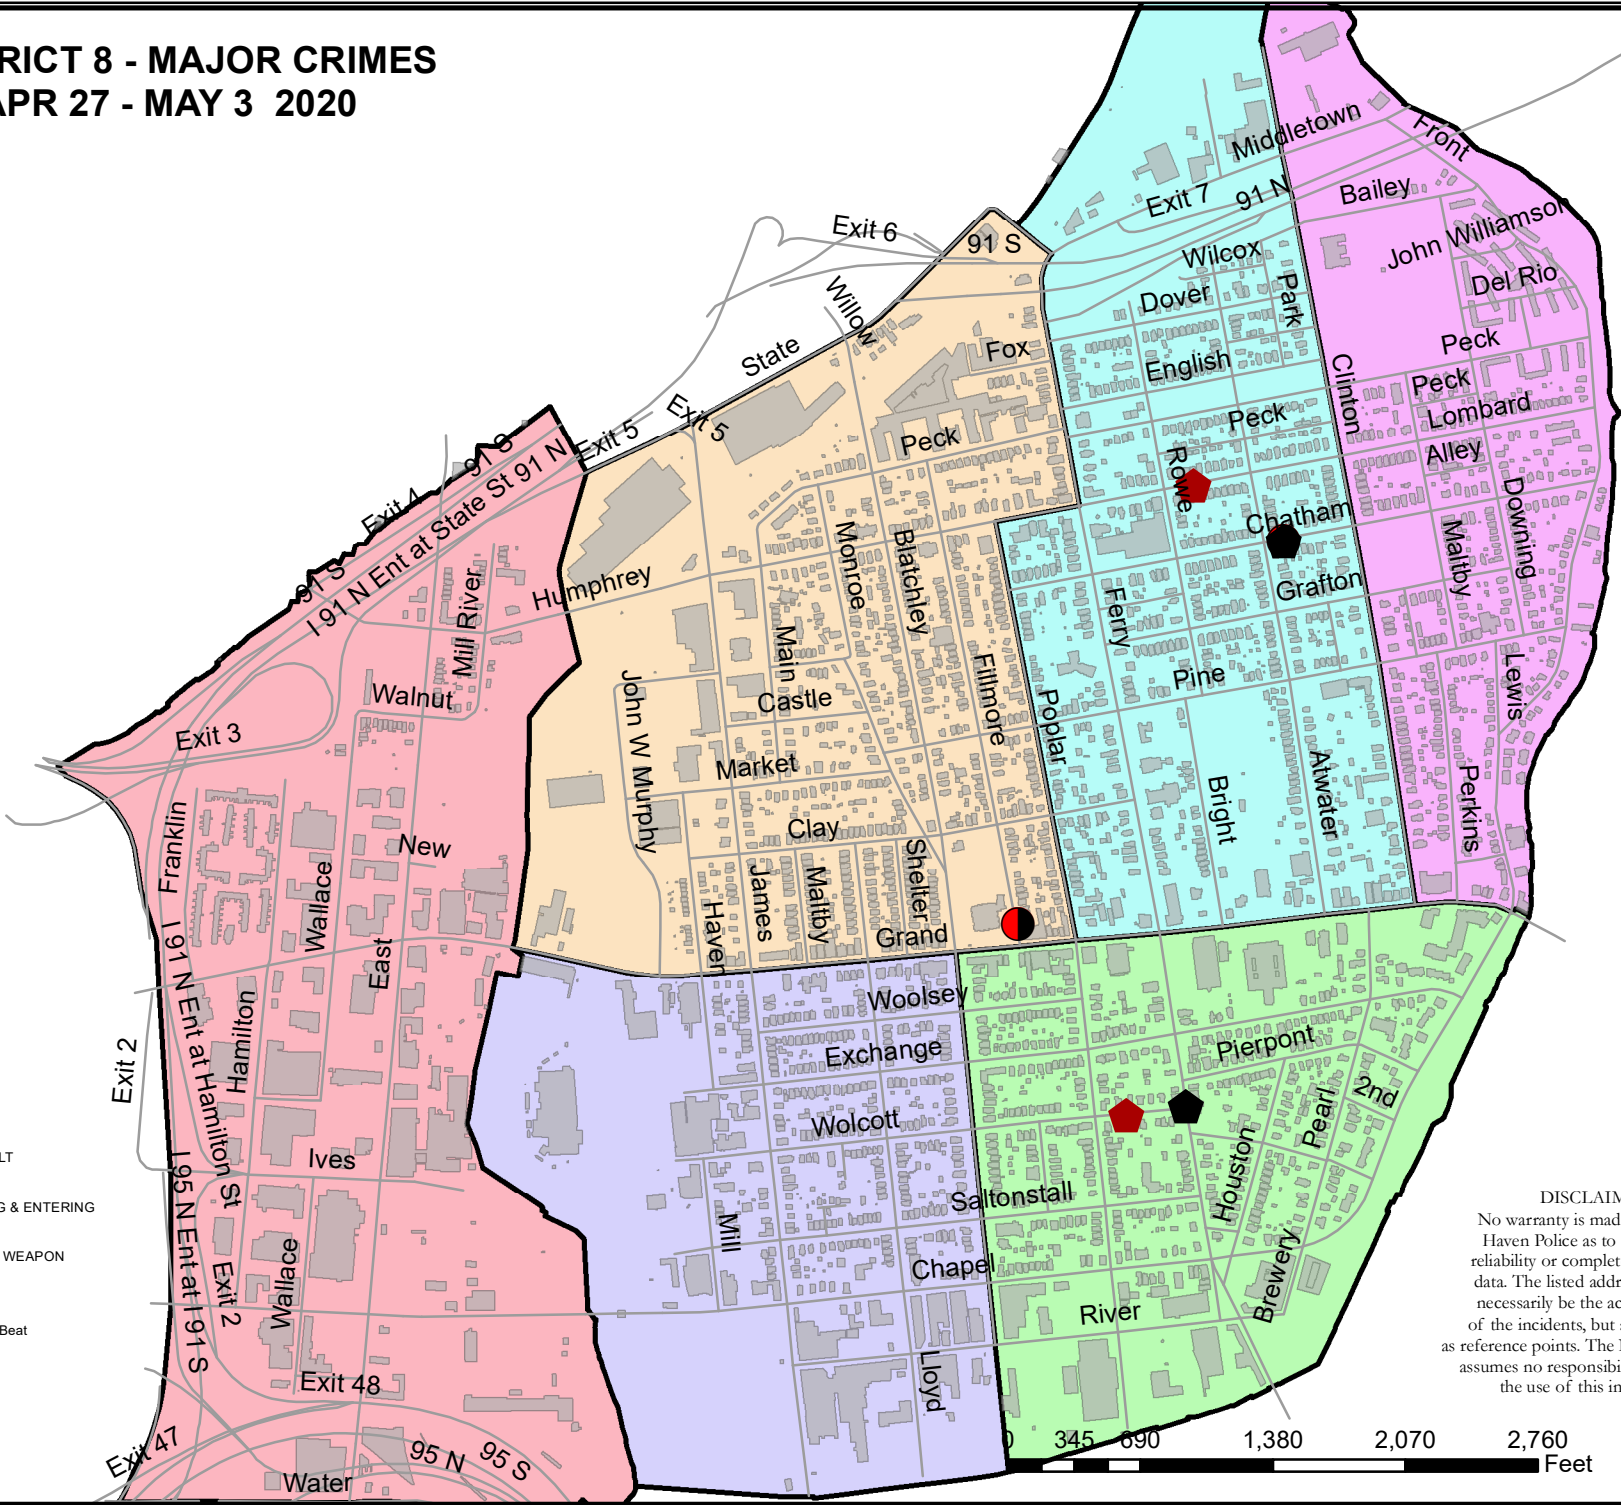 RICT 8 - MAJOR CRIMES
APR 27 - MAY 3 2020
Middletown
Front
Bailey
Exit 7
91 N
John Williamson
Exit 6
91 S
Wilcox
Del Rio
Dover
Park
Willow
Peck
State
Fox
English
Clinton
Peck
Exit 5
Lombard
Peck
Exit 5
Peck
Alley
91 S
Rowe
91 N
Exit 4
I 91 N Ent at State St
Downing
Chatham
Maltby
Monroe
Blatchley
91 S
Humphrey
Grafton
Mill River
Ferry
Main
Fillmore
Lewis
Pine
Walnut
Castle
John W Murphy
Poplar
Exit 3
Market
Atwater
Perkins
Bright
Franklin
New
Clay
Shelter
Wallace
James
Maltby
Haven
Grand
East
I 91 N Ent at Hamilton St
Woolsey
Hamilton
Exchange
Pierpont
Exit 2
2nd
Pearl
Wolcott
LT
Ives
Houston
Saltonstall
G & ENTERING
Mill
I 95 N Ent at I 91 S
Exit 2
WEAPON
Wallace
Chapel
Brewery
River
Beat
Lloyd
Exit 48
Exit 47
95 N
95 S
Water
DISCLAIM
No warranty is mad
Haven Police as to
reliability or complet
data. The listed addr
necessarily be the ac
of the incidents, but
as reference points. The
assumes no responsibi
the use of this in
0 345 690 1,380 2,070 2,760
Feet